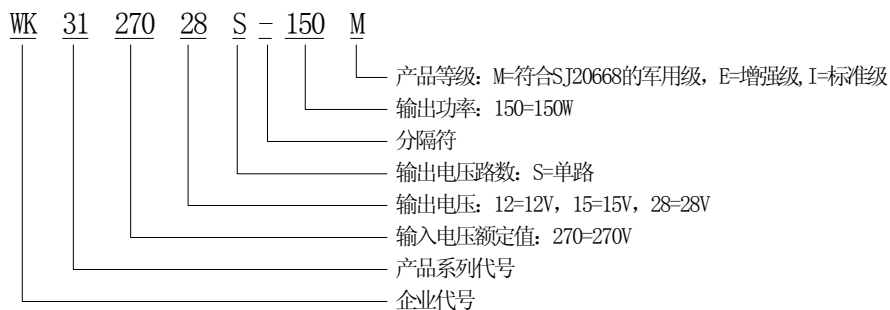 WK 31 270 28 S - 150 M
产品等级：M=符合SJ20668的军用级，E=增强级,I=标准级
输出功率：150=150W
分隔符
输出电压路数：S=单路
输出电压：12=12V，15=15V，28=28V
输入电压额定值：270=270V
产品系列代号
企业代号